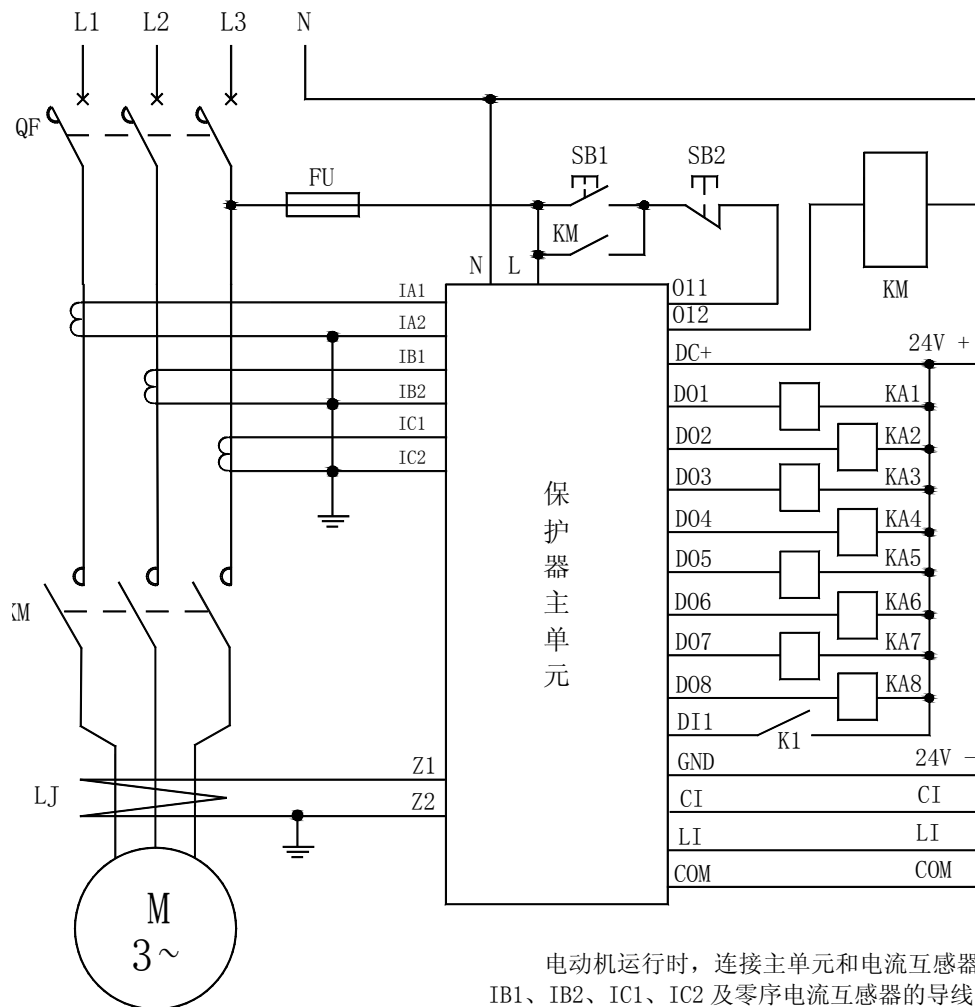 L1 L2 L3 N
QF
FU
SB1 SB2
KM
N L
KM
IA1
IA2
IB1
IB2
IC1
IC2
O11
O12
DC+ 24V +
DO1 KA1
DO2 KA2
DO3 KA3
DO4 KA4
DO5 KA5
DO6 KA6
DO7 KA7
DO8 KA8
DI1 K1
GND 24V -
CI CI
LI LI
COM COM
保护器主单元
KM
LJ
Z1
Z2
M
3~
电动机运行时，连接主单元和电流互感器
IB1、IB2、IC1、IC2 及零序电流互感器的导线